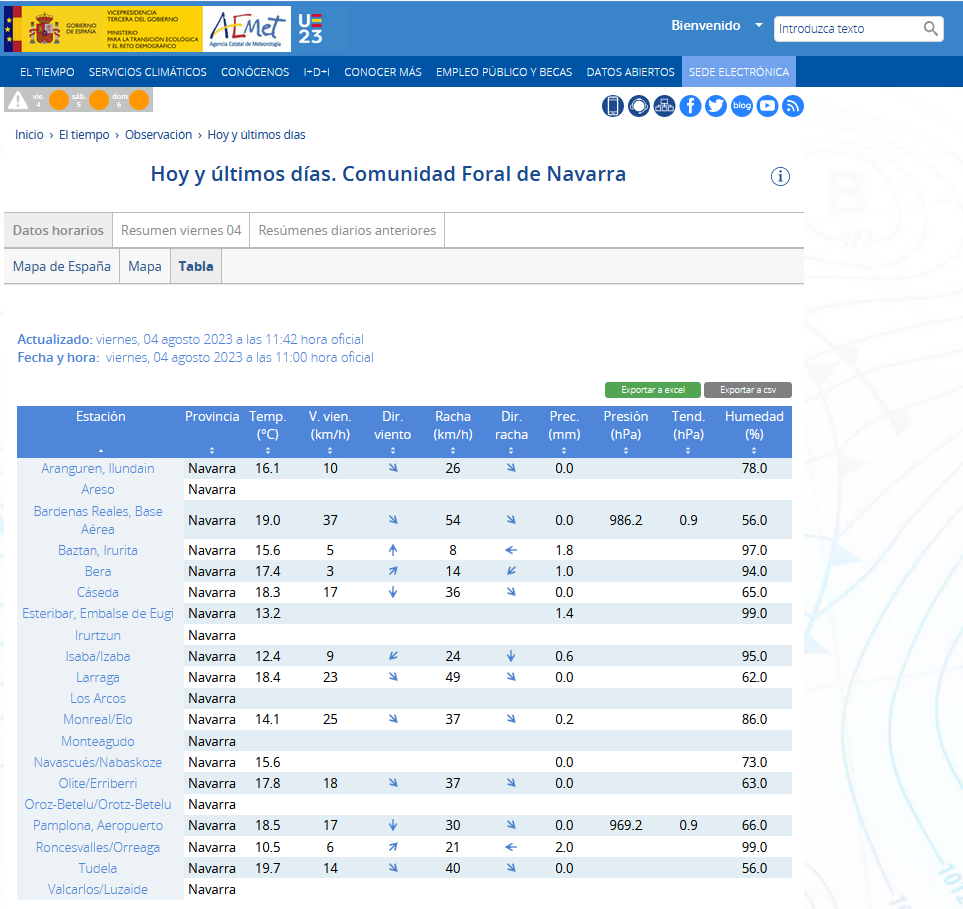 GOBIERNO
DE ESPAÑA
VICEPRESIDENCIA
TERCERA DEL GOBIERNO
MINISTERIO
PARA LA TRANSICIÓN ECOLÓGICA
Y EL RETO DEMOGRÁFICO
AEMet
Agencia Estatal de Meteorología
UE
23
Bienvenido
Introduzca texto
EL TIEMPO SERVICIOS CLIMÁTICOS CONÓCENOS I+D+I CONOCER MÁS EMPLEO PÚBLICO Y BECAS DATOS ABIERTOS SEDE ELECTRÓNICA
vie. 4 sáb. 5 dom 6
blog
Inicio › El tiempo › Observación › Hoy y últimos días
Hoy y últimos días. Comunidad Foral de Navarra
i
Datos horarios Resumen viernes 04 Resúmenes diarios anteriores
Mapa de España Mapa Tabla
Actualizado: viernes, 04 agosto 2023 a las 11:42 hora oficial
Fecha y hora: viernes, 04 agosto 2023 a las 11:00 hora oficial
Exportar a excel Exportar a csv
Estación Provincia Temp. V. vien. Dir. Racha Dir. Prec. Presión Tend. Humedad
(ºC) (km/h) viento (km/h) racha (mm) (hPa) (hPa) (%)
Aranguren, Ilundain Navarra 16.1 10 26 0.0 78.0
Areso Navarra
Bardenas Reales, Base
Aérea Navarra 19.0 37 54 0.0 986.2 0.9 56.0
Baztan, Irurita Navarra 15.6 5 8 1.8 97.0
Bera Navarra 17.4 3 14 1.0 94.0
Cáseda Navarra 18.3 17 36 0.0 65.0
Esteribar, Embalse de Eugi Navarra 13.2 1.4 99.0
Irurtzun Navarra
Isaba/Izaba Navarra 12.4 9 24 0.6 95.0
Larraga Navarra 18.4 23 49 0.0 62.0
Los Arcos Navarra
Monreal/Elo Navarra 14.1 25 37 0.2 86.0
Monteagudo Navarra
Navascués/Nabaskoze Navarra 15.6 0.0 73.0
Olite/Erriberri Navarra 17.8 18 37 0.0 63.0
Oroz-Betelu/Orotz-Betelu Navarra
Pamplona, Aeropuerto Navarra 18.5 17 30 0.0 969.2 0.9 66.0
Roncesvalles/Orreaga Navarra 10.5 6 21 2.0 99.0
Tudela Navarra 19.7 14 40 0.0 56.0
Valcarlos/Luzaide Navarra
B
972
1016
1012